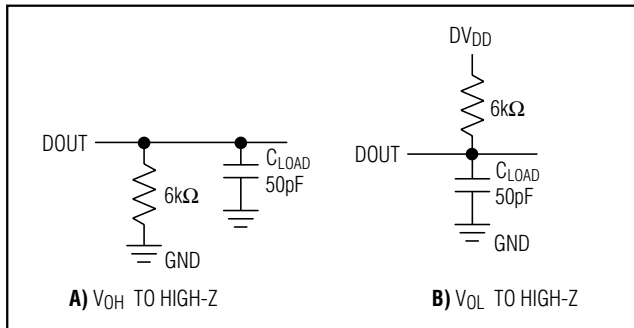 DOUT
6kΩ
GND
C_LOAD
50pF
A) V_OH TO HIGH-Z
DV_DD
6kΩ
DOUT
C_LOAD
50pF
GND
B) V_OL TO HIGH-Z